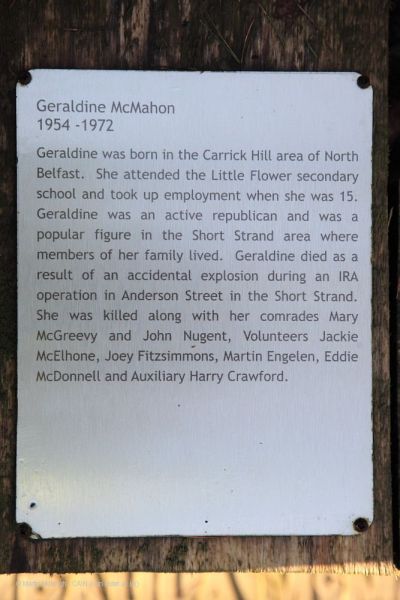 Geraldine McMahon
1954 -1972
Geraldine was born in the Carrick Hill area of North
Belfast. She attended the Little Flower secondary
school and took up employment when she was 15.
Geraldine was an active republican and was a
popular figure in the Short Strand area where
members of her family lived. Geraldine died as a
result of an accidental explosion during an IRA
operation in Anderson Street in the Short Strand.
She was killed along with her comrades Mary
McGreevy and John Nugent, Volunteers Jackie
McElhone, Joey Fitzsimmons, Martin Engelen, Eddie
McDonnell and Auxiliary Harry Crawford.